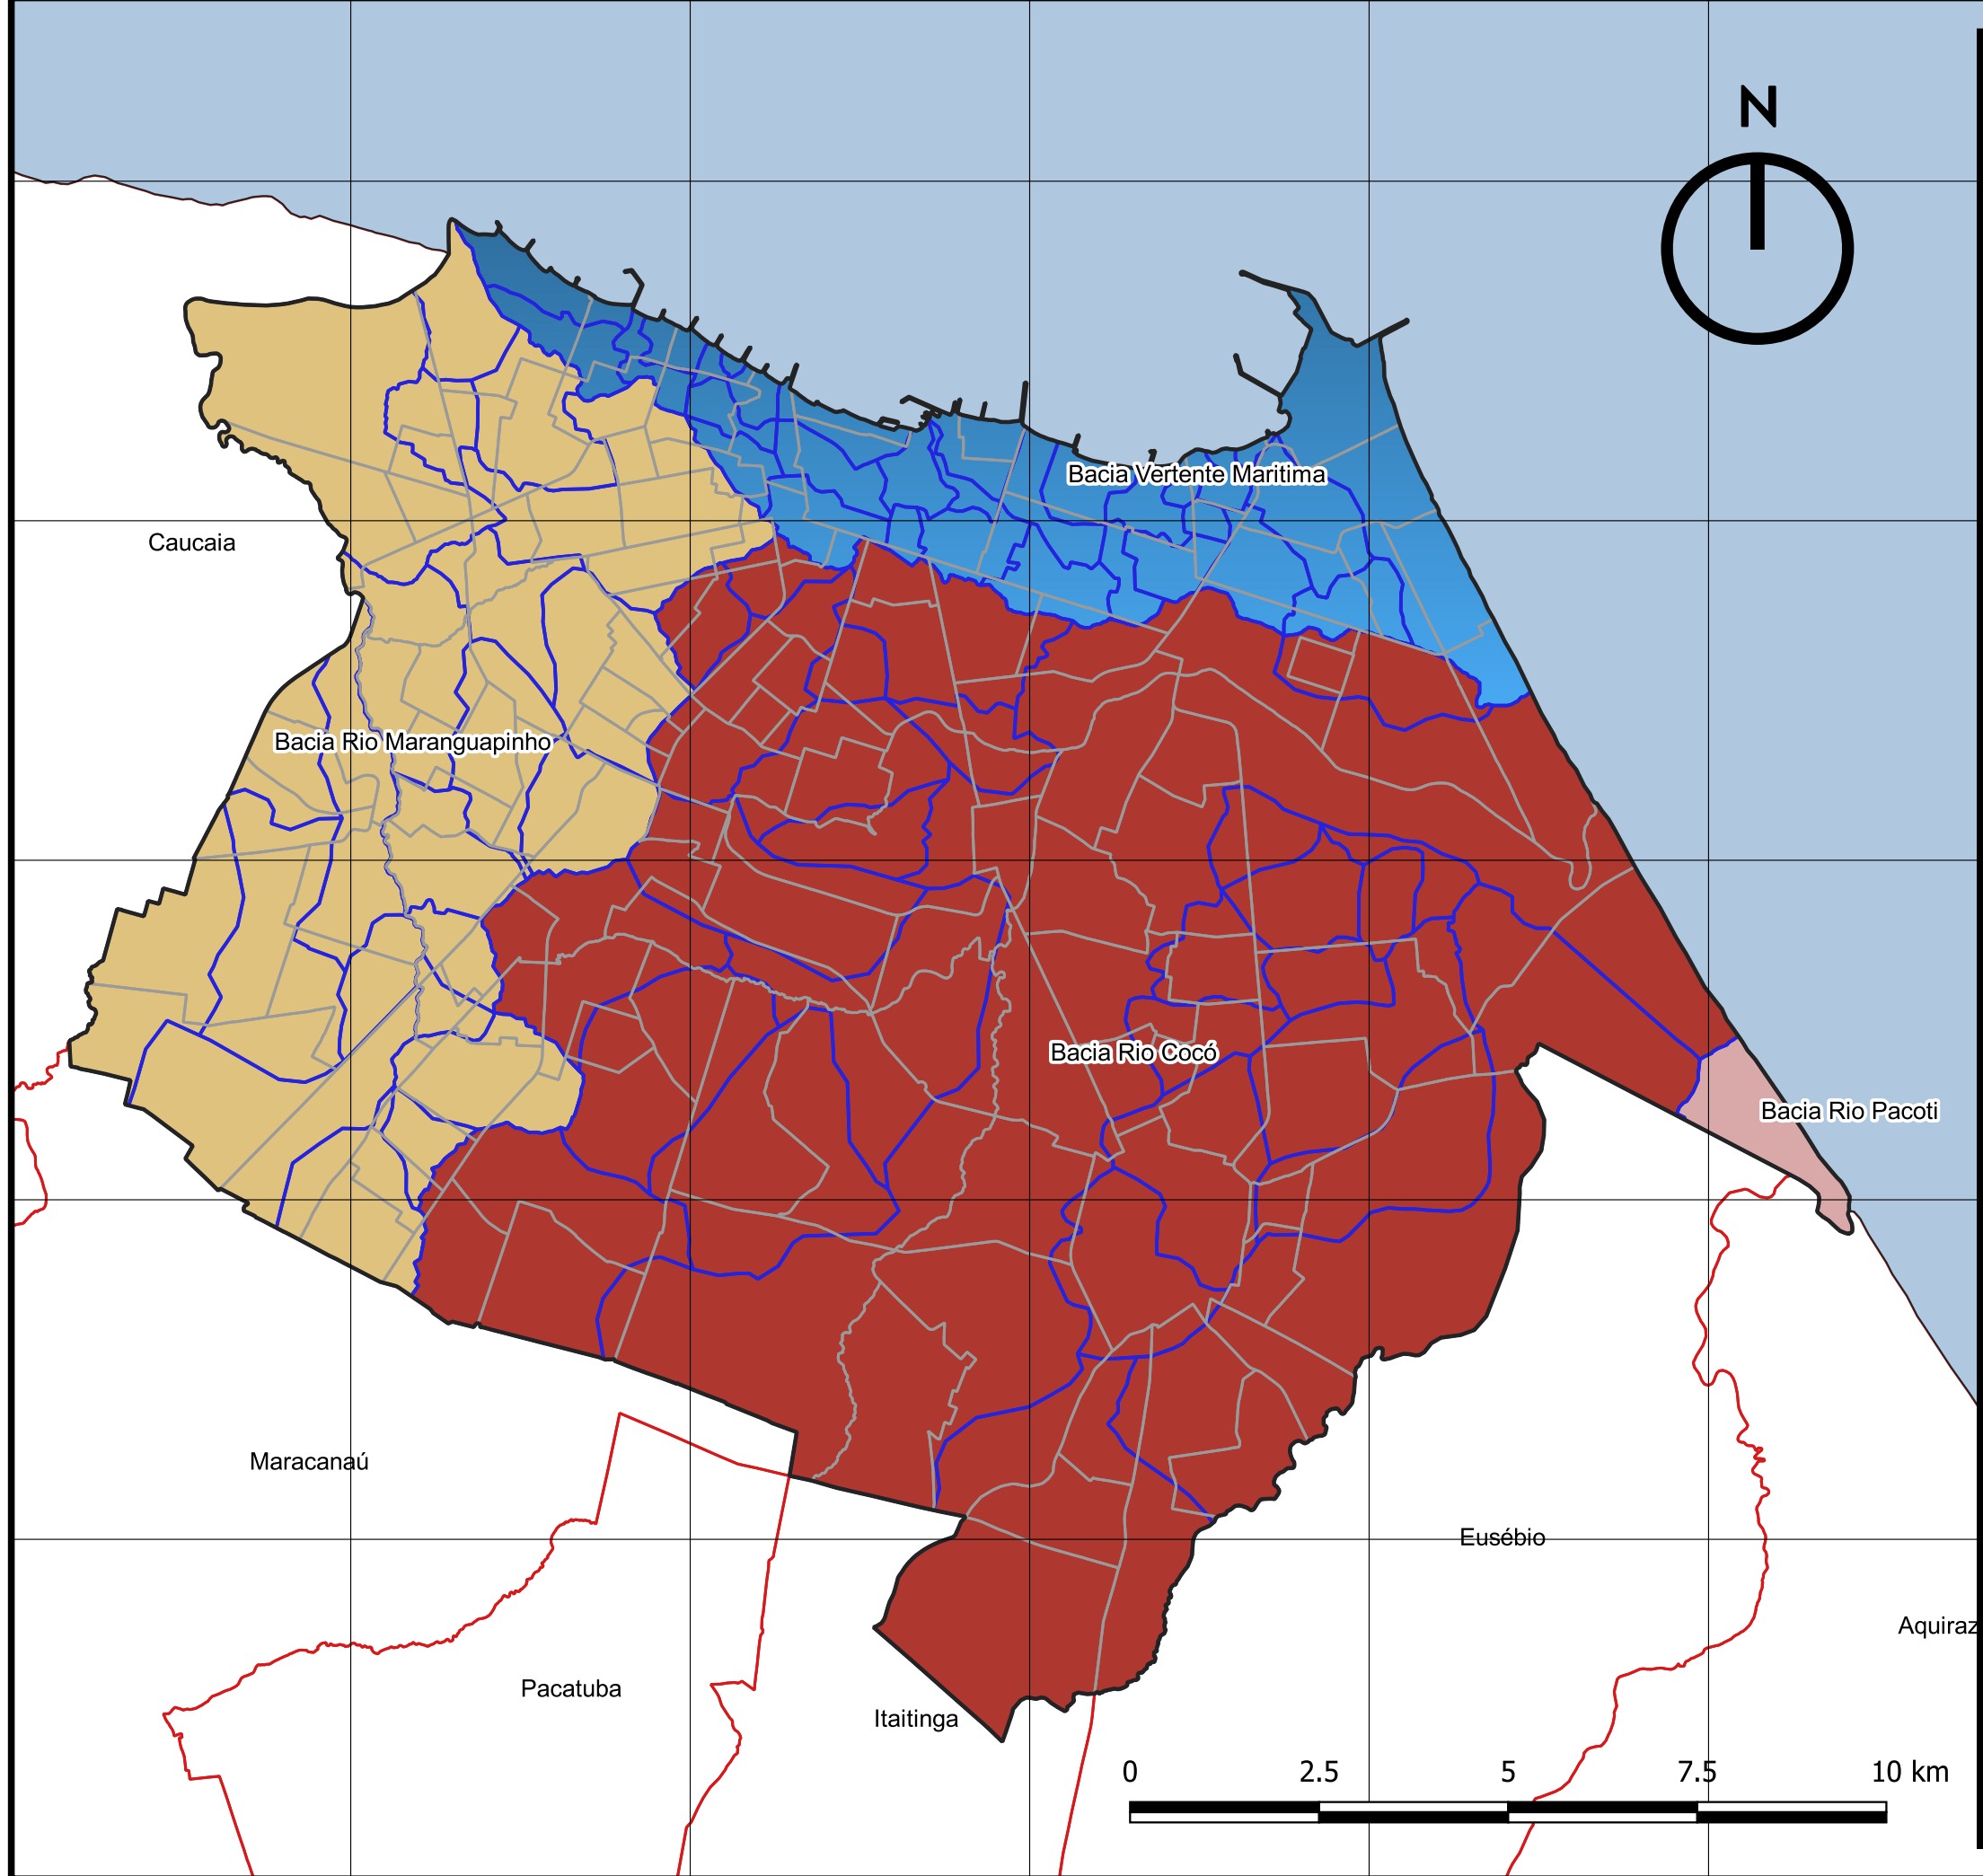 N
Bacia Vertente Maritima
Caucaia
Bacia Rio Maranguapinho
Bacia Rio Cocó
Bacia Rio Pacoti
Maracanaú
Eusébio
Aquiraz
Pacatuba
Itaitinga
0 2.5 5 7.5 10 km